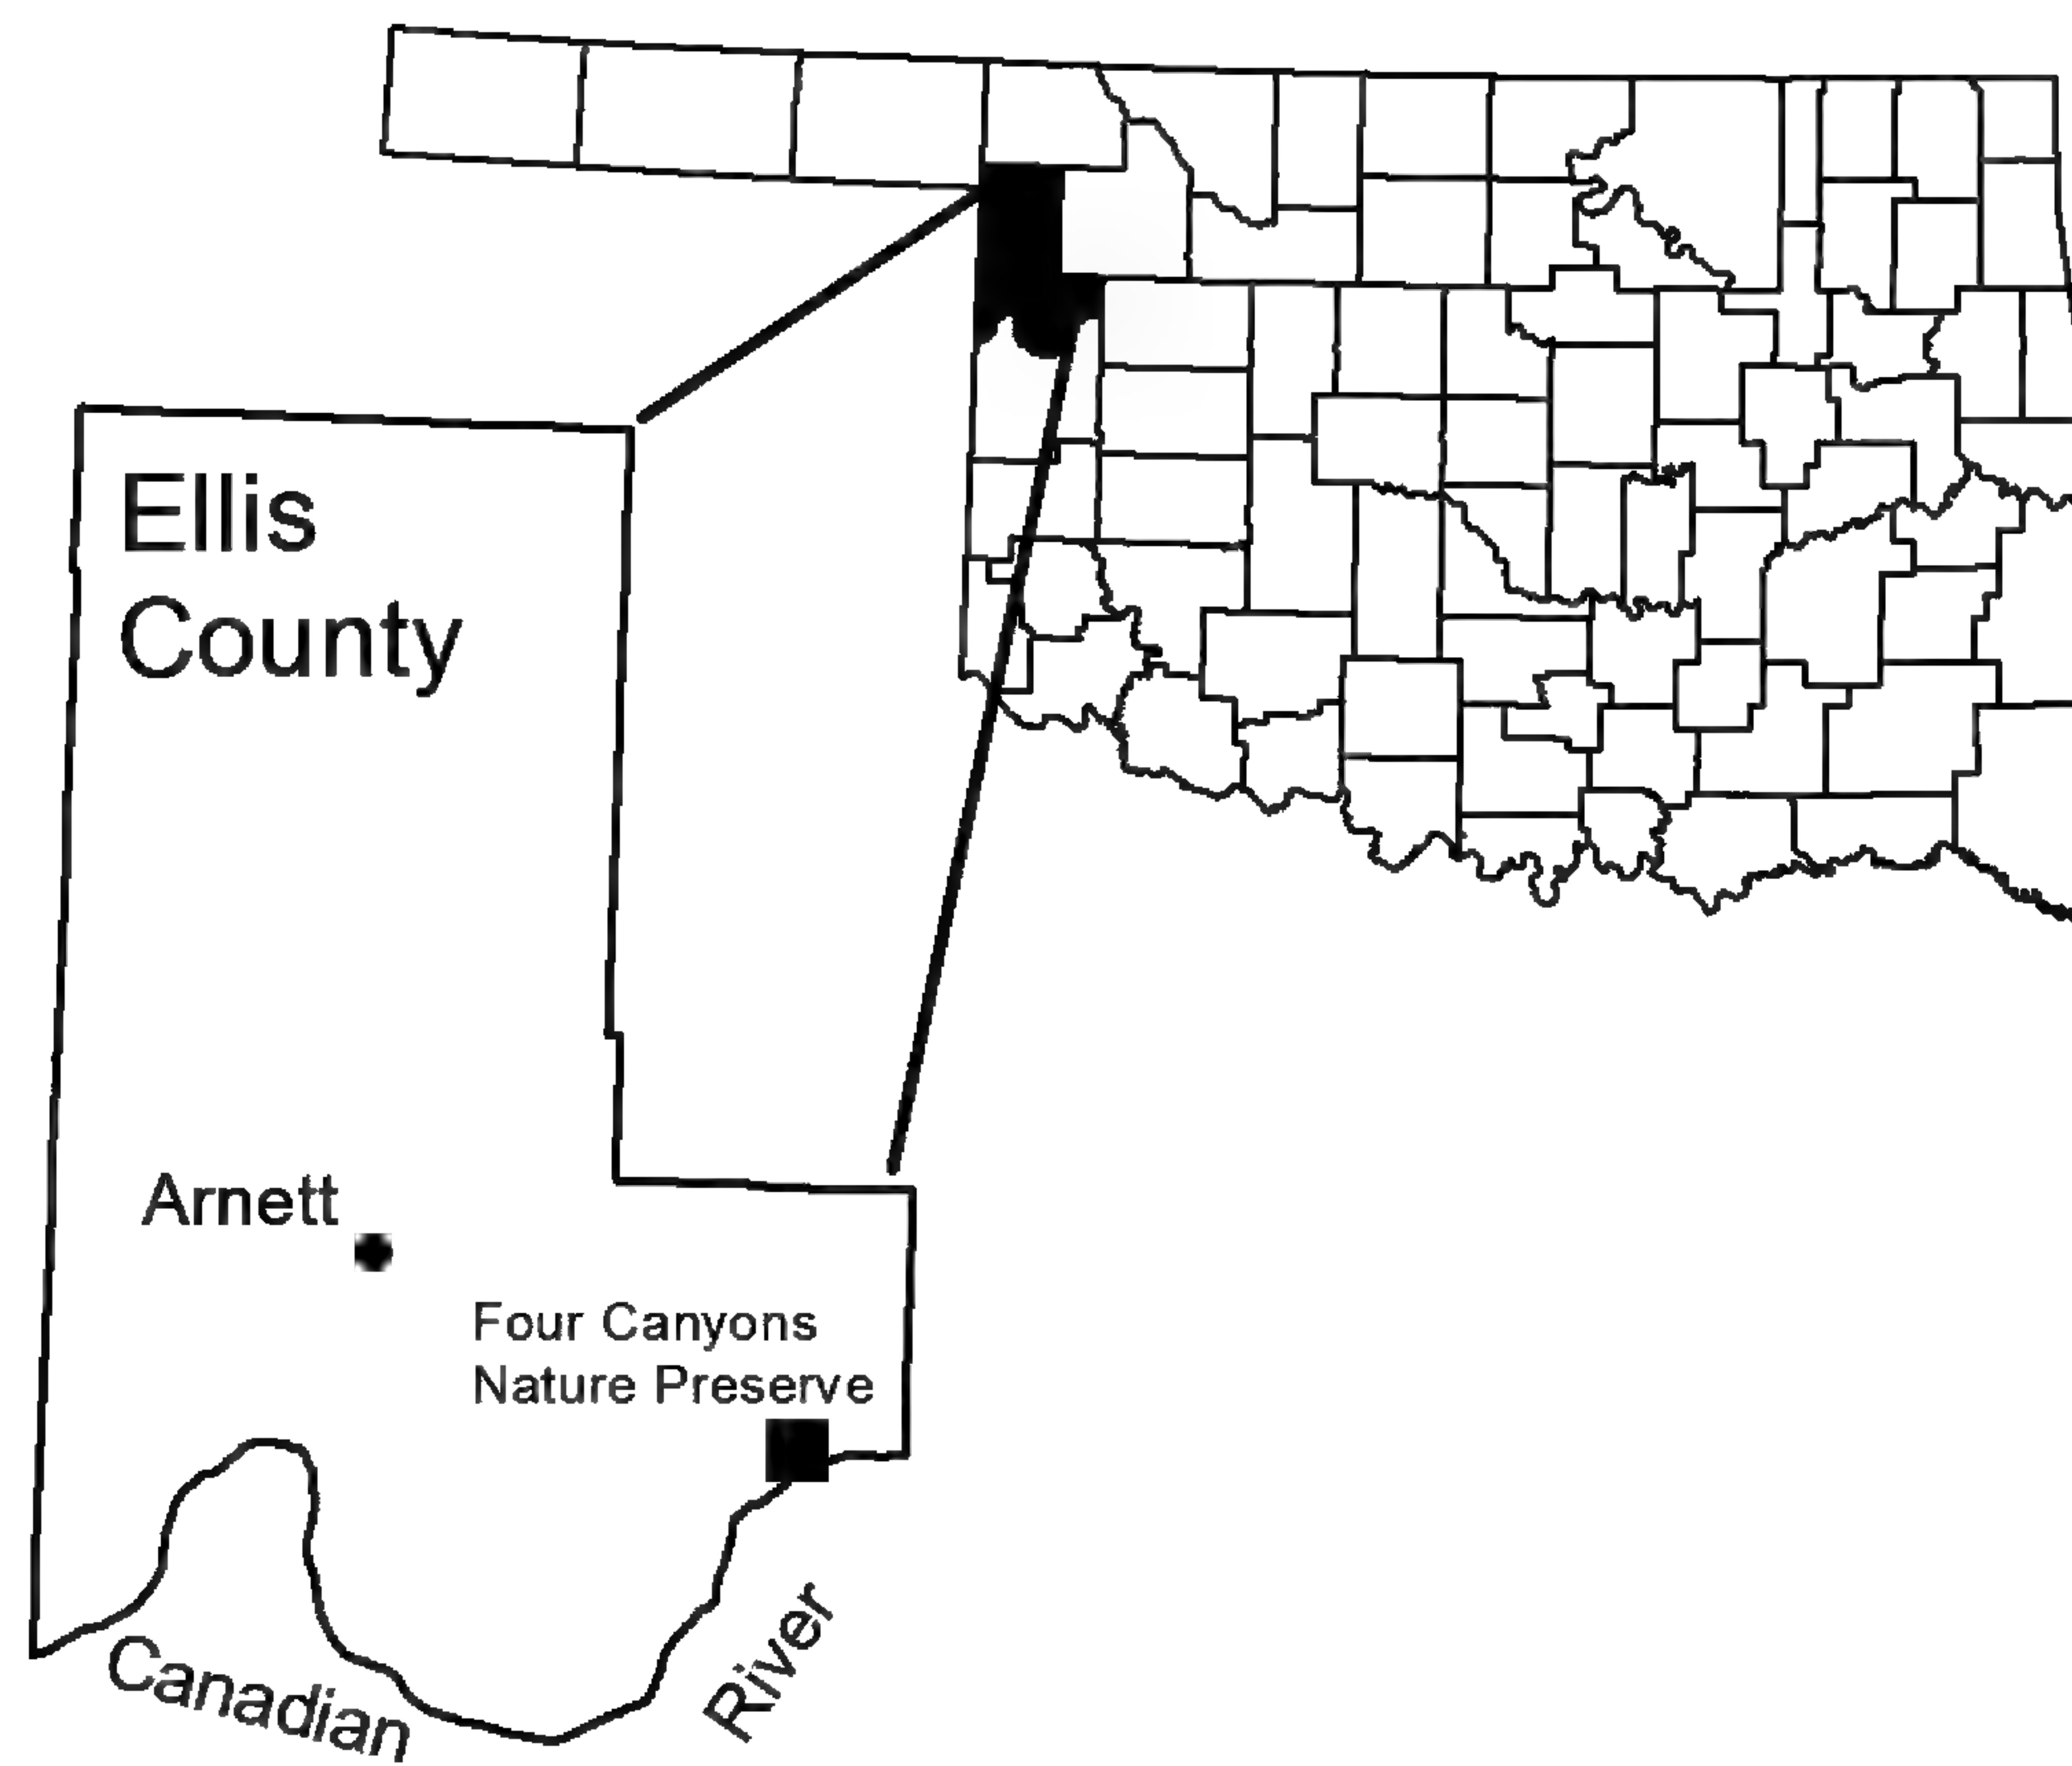 Ellis
County
Arnett
Four Canyons
Nature Preserve
Canadian
River